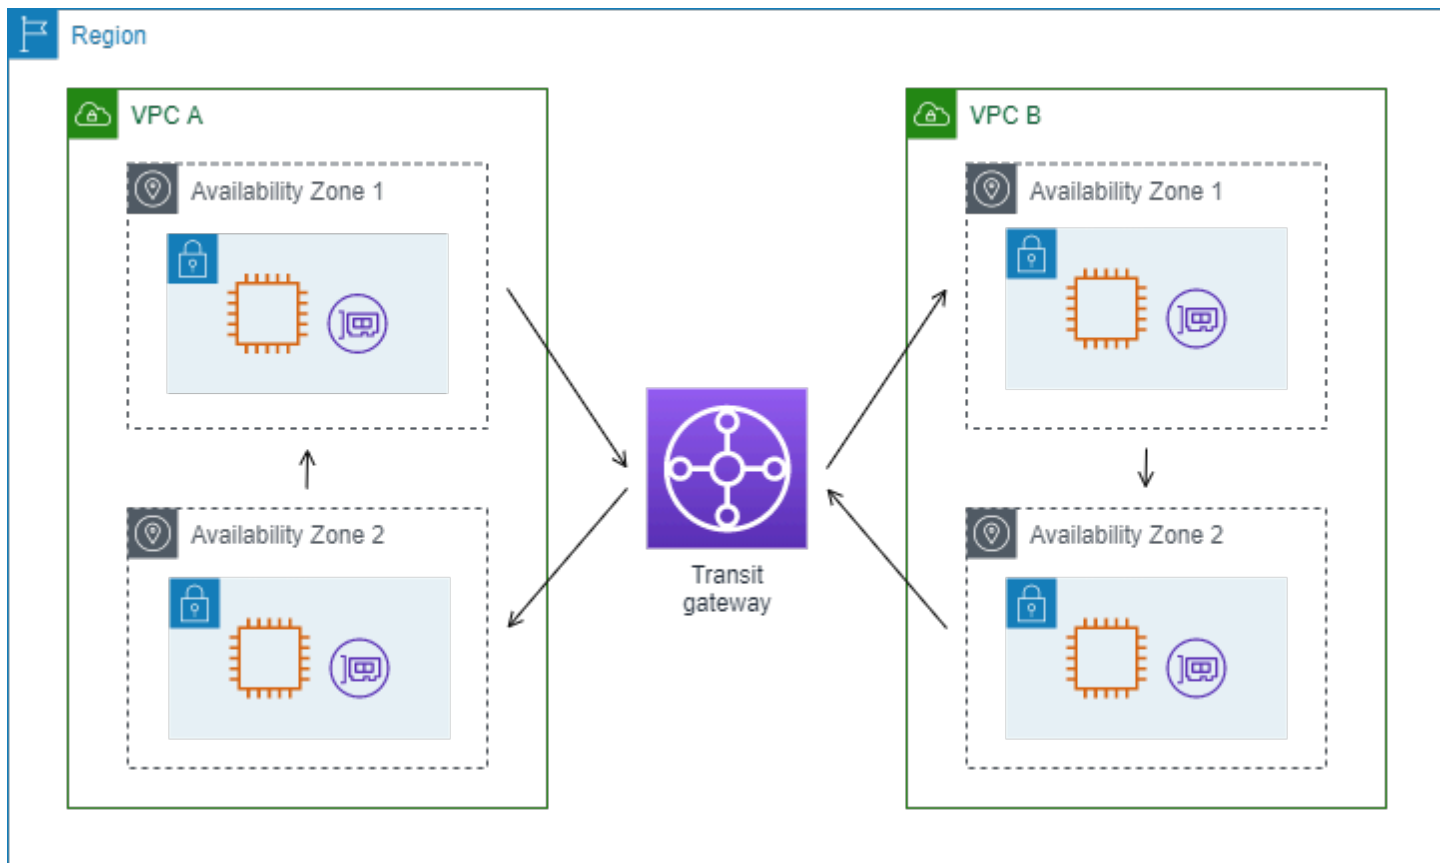 Region
VPC A
Availability Zone 1
Availability Zone 2
Transit
gateway
VPC B
Availability Zone 1
Availability Zone 2